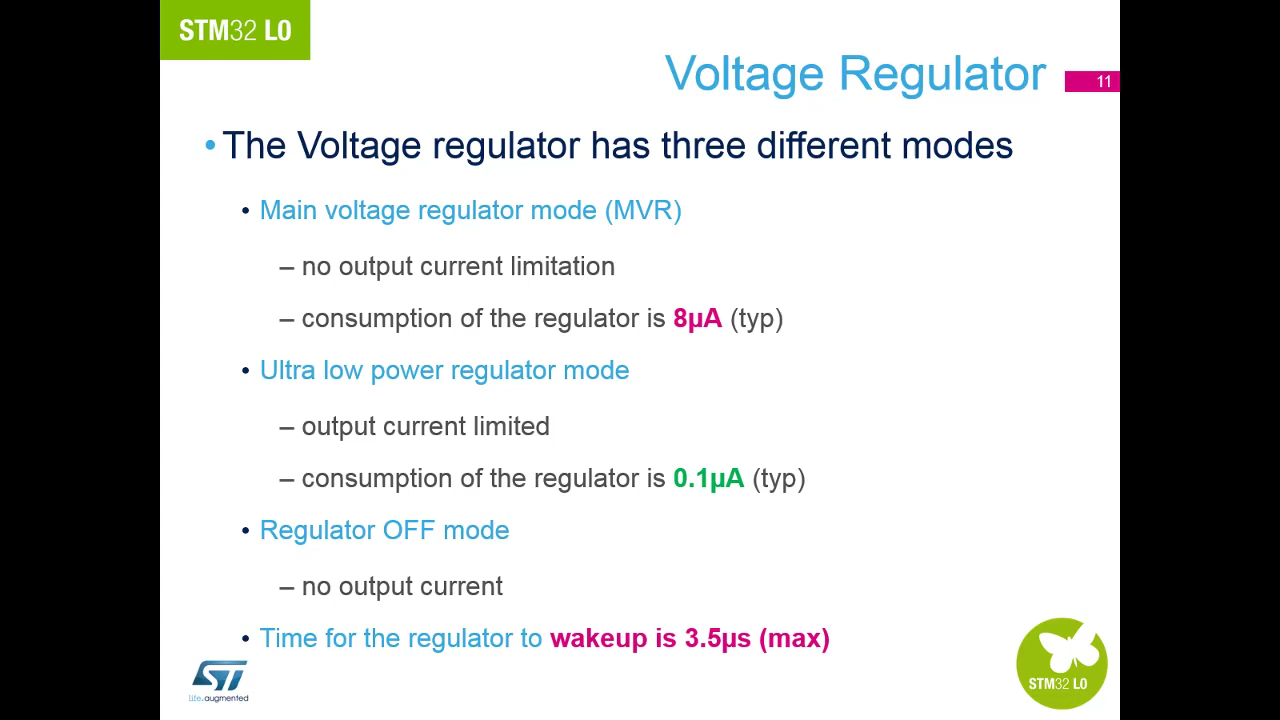 STM32 L0
Voltage Regulator
11
• The Voltage regulator has three different modes
• Main voltage regulator mode (MVR)
– no output current limitation
– consumption of the regulator is 8µA (typ)
• Ultra low power regulator mode
– output current limited
– consumption of the regulator is 0.1µA (typ)
• Regulator OFF mode
– no output current
• Time for the regulator to wakeup is 3.5µs (max)
ST
life.augmented
STM32 L0